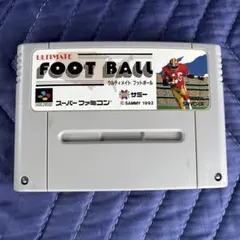 ULTIMATE
FOOT BALL
ウルティメイト フットボール
サミー
スーパーファミコン
© SAMMY 1992